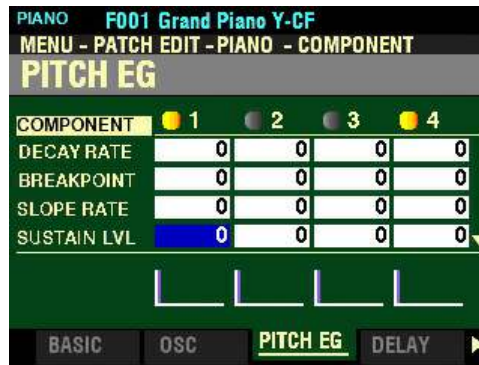 PIANO F001 Grand Piano Y-CF
MENU - PATCH EDIT - PIANO - COMPONENT
PITCH EG
COMPONENT 1 2 3 4
DECAY RATE 0 0 0 0
BREAKPOINT 0 0 0 0
SLOPE RATE 0 0 0 0
SUSTAIN LVL 0 0 0 0
BASIC OSC PITCH EG DELAY